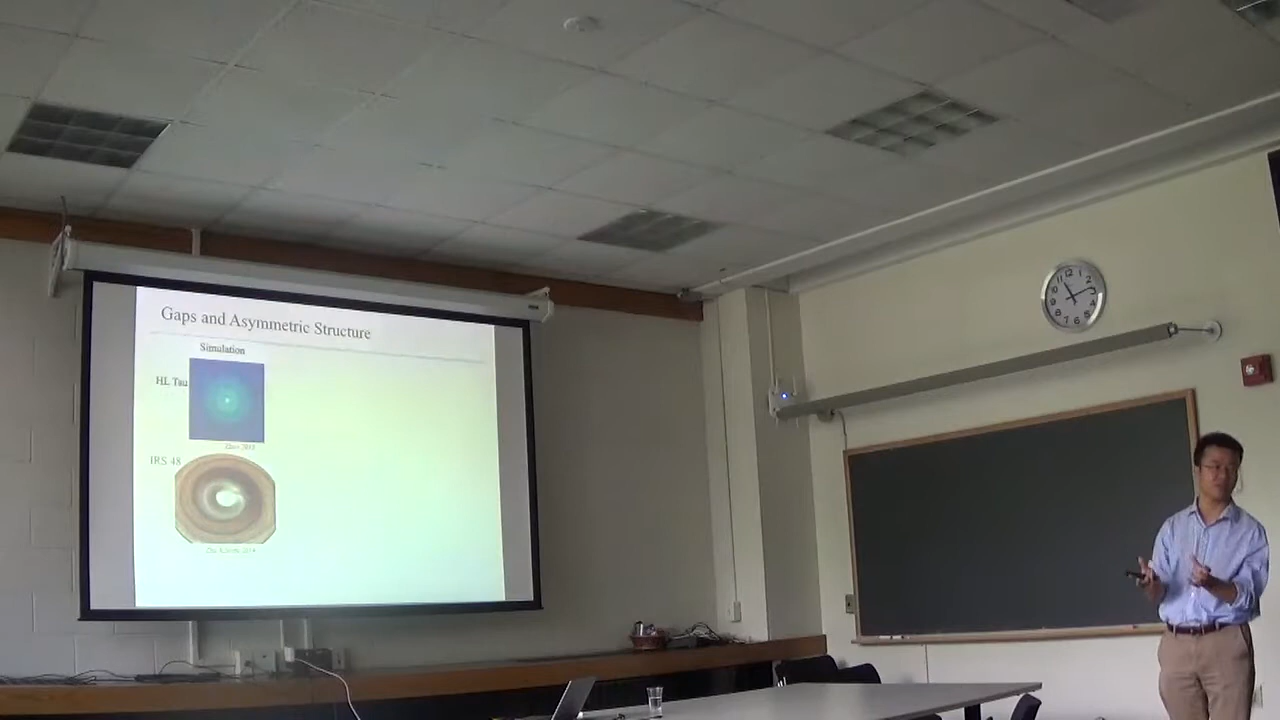 Gaps and Asymmetric Structure
Simulation
HL Tau
IRS 48